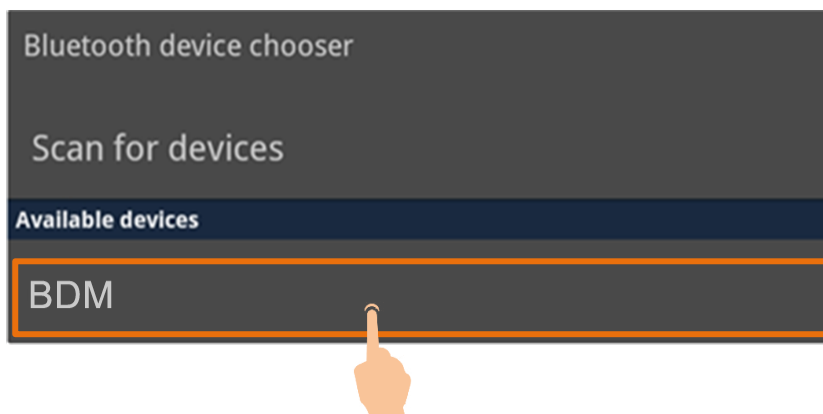 Bluetooth device chooser
Scan for devices
Available devices
BDM